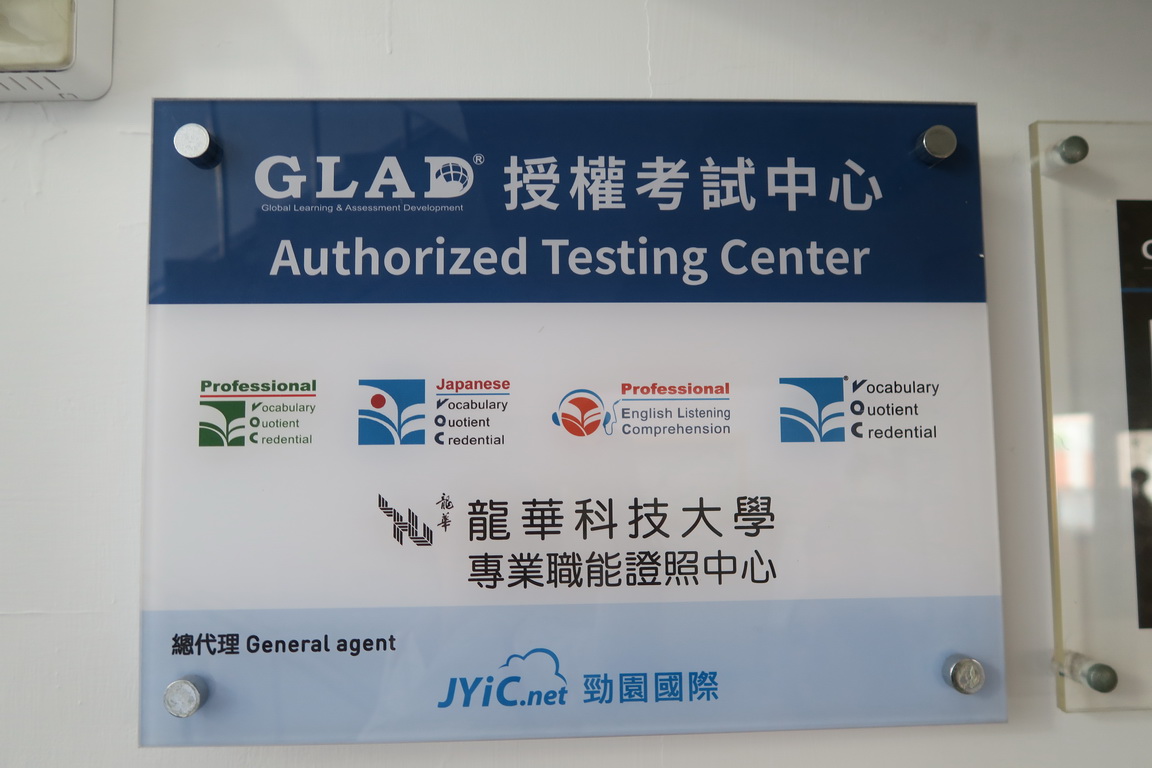 GLAD® 授權考試中心
Global Learning & Assessment Development
Authorized Testing Center
Professional
Vocabulary
Quotient
Credential
Japanese
Vocabulary
Quotient
Credential
Professional
English Listening
Comprehension
Vocabulary
Quotient
Credential
龍華
龍華科技大學
專業職能證照中心
總代理 General agent
JYiC.net 勁園國際